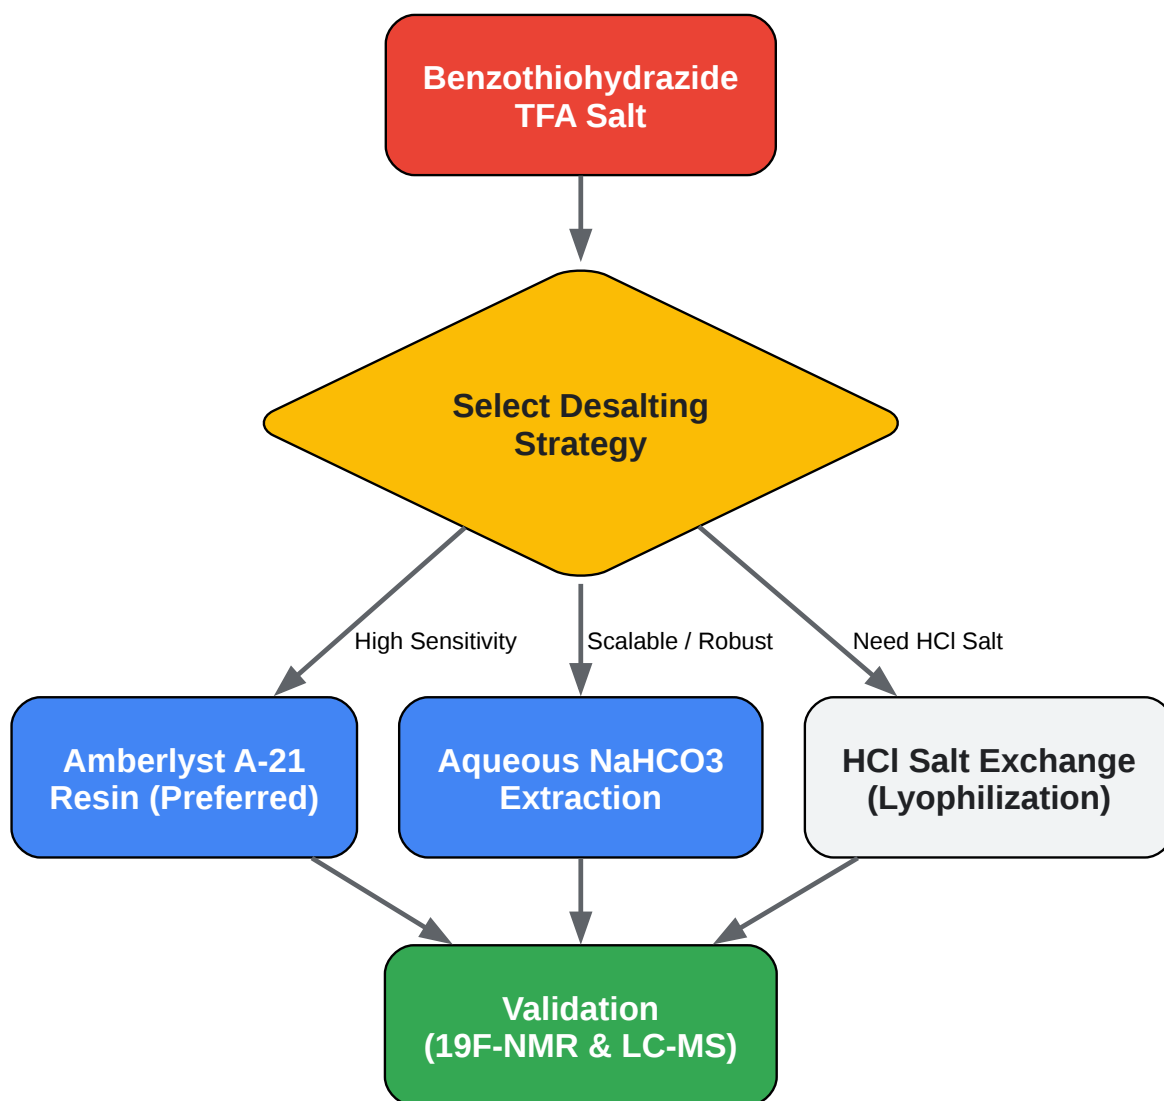 Benzothiohydrazide
TFA Salt
Select Desalting
Strategy
High Sensitivity
Scalable / Robust
Need HCl Salt
Amberlyst A-21
Resin (Preferred)
Aqueous NaHCO3
Extraction
HCl Salt Exchange
(Lyophilization)
Validation
(19F-NMR & LC-MS)